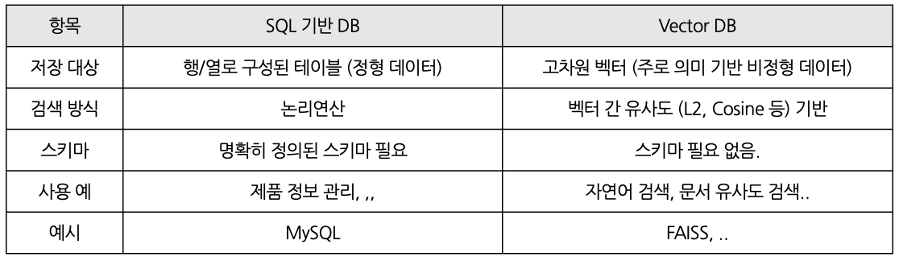 항목 SQL 기반 DB Vector DB
저장 대상 행/열로 구성된 테이블 (정형 데이터) 고차원 벡터 (주로 의미 기반 비정형 데이터)
검색 방식 논리연산 벡터 간 유사도 (L2, Cosine 등) 기반
스키마 명확히 정의된 스키마 필요 스키마 필요 없음.
사용 예 제품 정보 관리, ,, 자연어 검색, 문서 유사도 검색..
예시 MySQL FAISS, ..